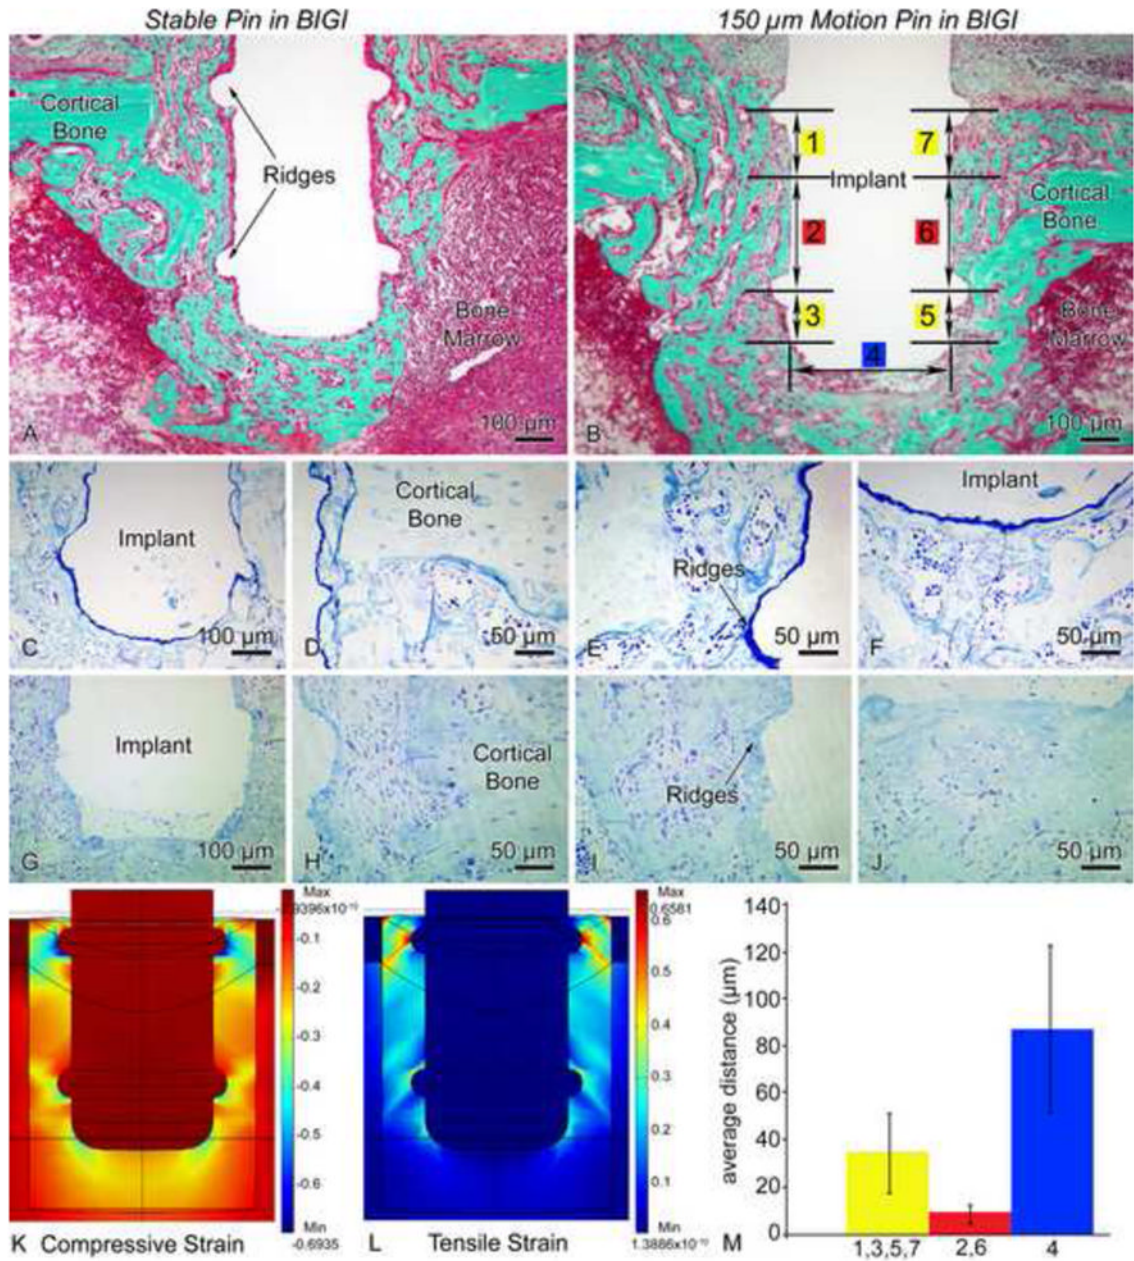 Stable Pin in BIGI
150 µm Motion Pin in BIGI
Cortical
Bone
Ridges
Bone
Marrow
100 µm
A
1
7
Implant
Cortical
Bone
2
6
3
5
Bone
Marrow
4
100 µm
B
Implant
100 µm
C
Cortical
Bone
50 µm
D
Ridges
50 µm
E
Implant
50 µm
F
Implant
100 µm
G
Cortical
Bone
50 µm
H
Ridges
50 µm
I
50 µm
J
Max
-0.1
-0.2
-0.3
-0.4
-0.5
-0.6
Min
-0.6935
K Compressive Strain
Max
0.6581
0.6
0.5
0.4
0.3
0.2
0.1
Min
L Tensile Strain
140
120
100
80
60
40
20
0
average distance (µm)
1,3,5,7
2,6
4
M